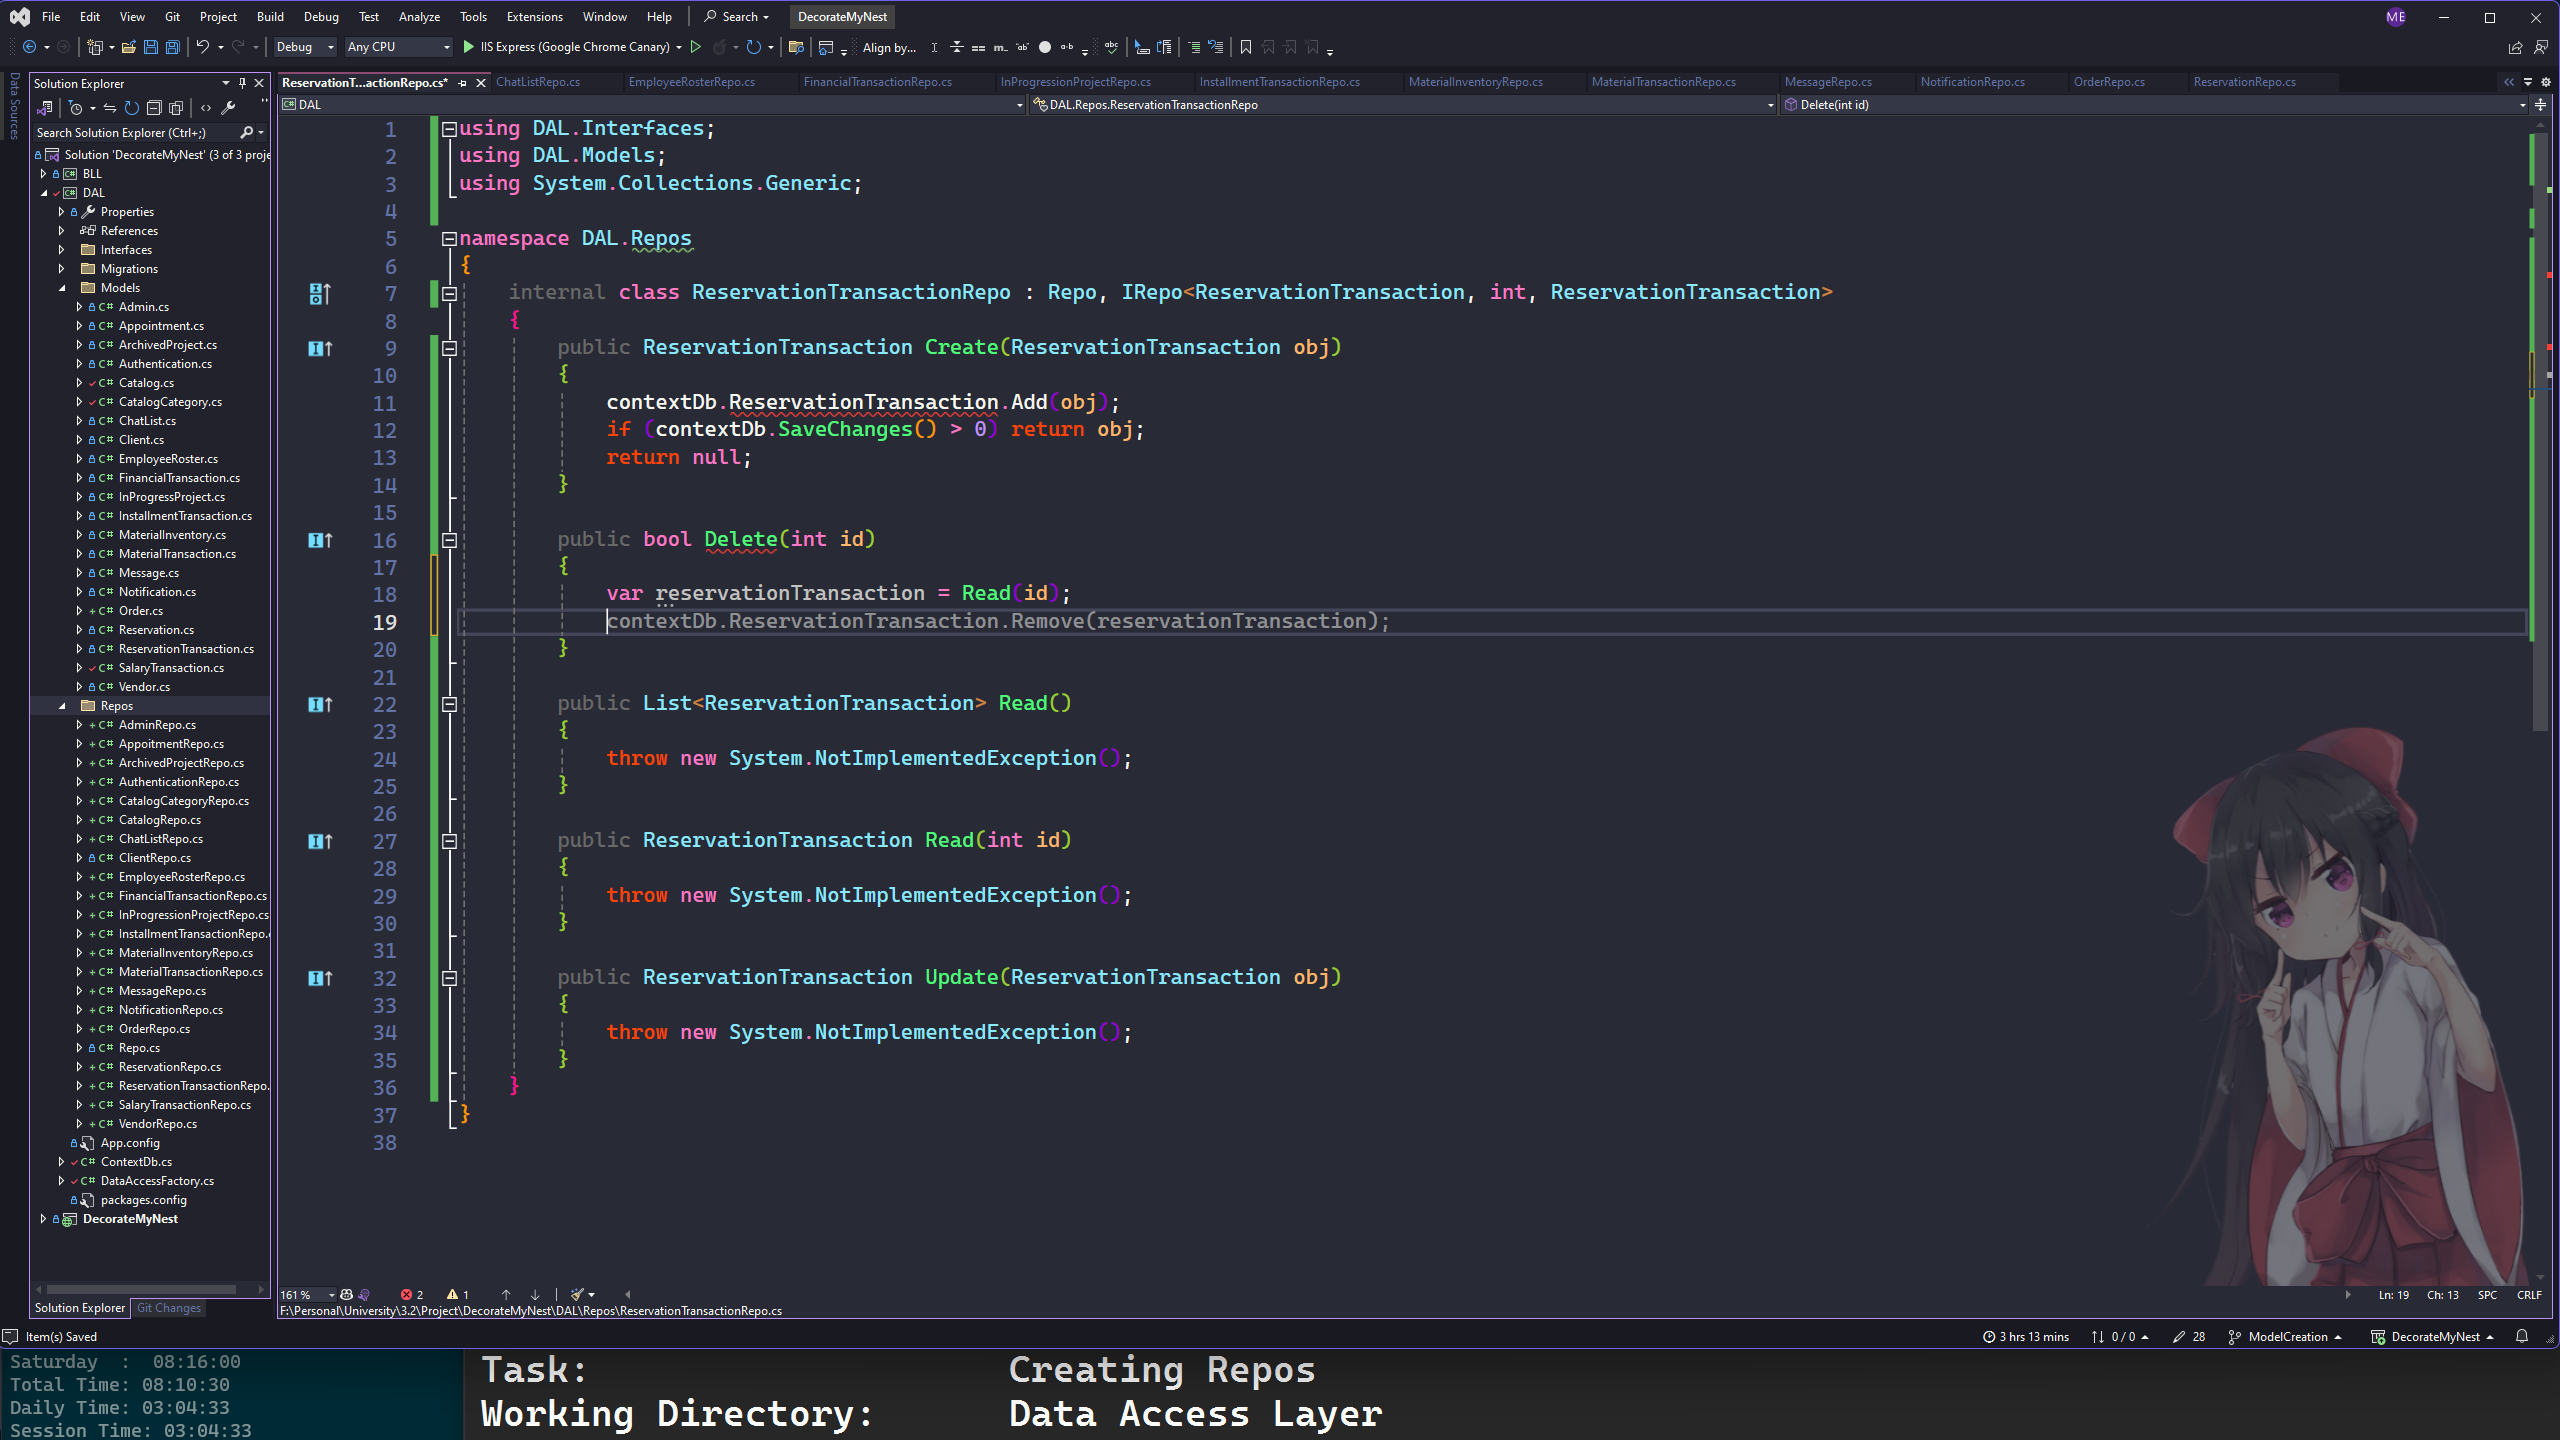 File Edit View Git Project Build Debug Test Analyze Tools Extensions Window Help Search DecorateMyNest ME
Debug Any CPU IIS Express (Google Chrome Canary) Align by...
Data Sources
Solution Explorer
Search Solution Explorer (Ctrl+;)
Solution 'DecorateMyNest' (3 of 3 proje
BLL
DAL
Properties
References
Interfaces
Migrations
Models
Admin.cs
Appointment.cs
ArchivedProject.cs
Authentication.cs
Catalog.cs
CatalogCategory.cs
ChatList.cs
Client.cs
EmployeeRoster.cs
FinancialTransaction.cs
InProgressProject.cs
InstallmentTransaction.cs
MaterialInventory.cs
MaterialTransaction.cs
Message.cs
Notification.cs
Order.cs
Reservation.cs
ReservationTransaction.cs
SalaryTransaction.cs
Vendor.cs
Repos
AdminRepo.cs
AppoitmentRepo.cs
ArchivedProjectRepo.cs
AuthenticationRepo.cs
CatalogCategoryRepo.cs
CatalogRepo.cs
ChatListRepo.cs
ClientRepo.cs
EmployeeRosterRepo.cs
FinancialTransactionRepo.cs
InProgressionProjectRepo.cs
InstallmentTransactionRepo.
MaterialInventoryRepo.cs
MaterialTransactionRepo.cs
MessageRepo.cs
NotificationRepo.cs
OrderRepo.cs
Repo.cs
ReservationRepo.cs
ReservationTransactionRepo.
SalaryTransactionRepo.cs
VendorRepo.cs
App.config
ContextDb.cs
DataAccessFactory.cs
packages.config
DecorateMyNest
Solution Explorer Git Changes
ReservationT...actionRepo.cs* ChatListRepo.cs EmployeeRosterRepo.cs FinancialTransactionRepo.cs InProgressionProjectRepo.cs InstallmentTransactionRepo.cs MaterialInventoryRepo.cs MaterialTransactionRepo.cs MessageRepo.cs NotificationRepo.cs OrderRepo.cs ReservationRepo.cs
DAL DAL.Repos.ReservationTransactionRepo Delete(int id)
1 using DAL.Interfaces;
2 using DAL.Models;
3 using System.Collections.Generic;
4
5 namespace DAL.Repos
6 {
7 internal class ReservationTransactionRepo : Repo, IRepo<ReservationTransaction, int, ReservationTransaction>
8 {
9 public ReservationTransaction Create(ReservationTransaction obj)
10 {
11 contextDb.ReservationTransaction.Add(obj);
12 if (contextDb.SaveChanges() > 0) return obj;
13 return null;
14 }
15
16 public bool Delete(int id)
17 {
18 var reservationTransaction = Read(id);
19 contextDb.ReservationTransaction.Remove(reservationTransaction);
20 }
21
22 public List<ReservationTransaction> Read()
23 {
24 throw new System.NotImplementedException();
25 }
26
27 public ReservationTransaction Read(int id)
28 {
29 throw new System.NotImplementedException();
30 }
31
32 public ReservationTransaction Update(ReservationTransaction obj)
33 {
34 throw new System.NotImplementedException();
35 }
36 }
37 }
38
161 % 2 1 Ln: 19 Ch: 13 SPC CRLF
F:\Personal\University\3.2\Project\DecorateMyNest\DAL\Repos\ReservationTransactionRepo.cs
Item(s) Saved 3 hrs 13 mins 0 / 0 28 ModelCreation DecorateMyNest
Saturday : 08:16:00
Total Time: 08:10:30
Daily Time: 03:04:33
Session Time: 03:04:33
Task: Creating Repos
Working Directory: Data Access Layer